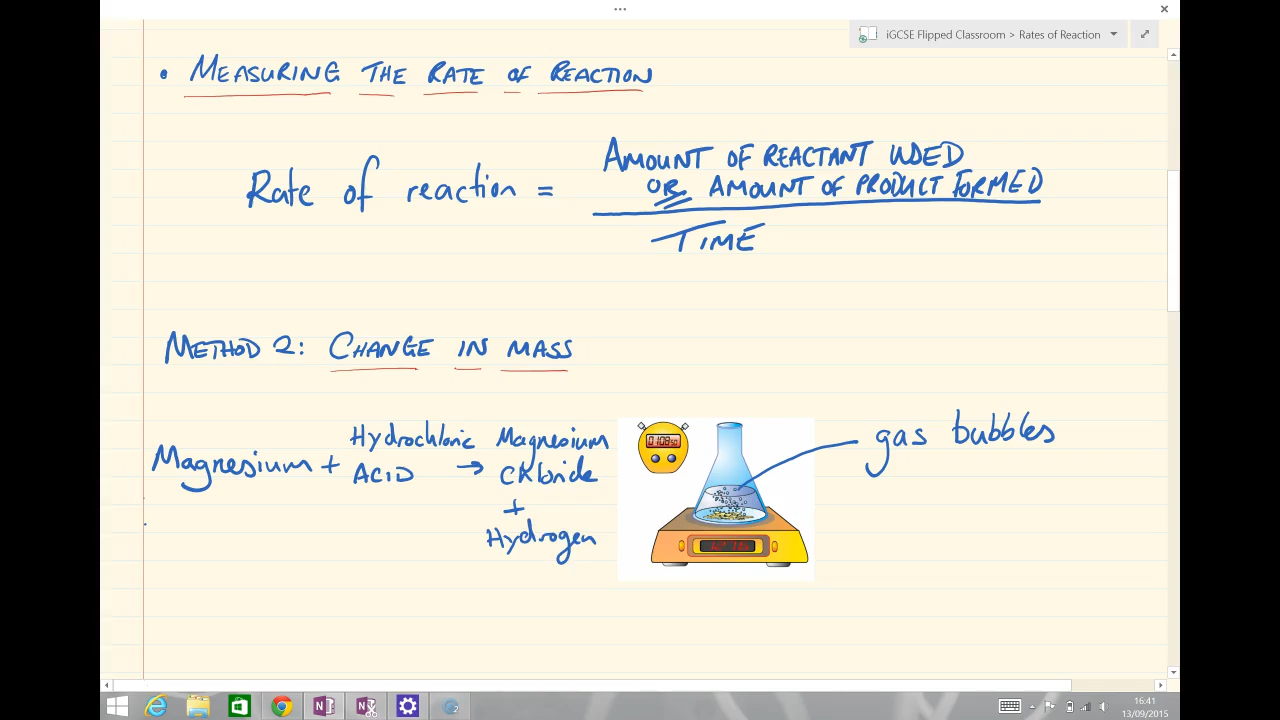 iGCSE Flipped Classroom > Rates of Reaction
• MEASURING THE RATE OF REACTION
Rate of reaction =
AMOUNT OF REACTANT USED
OR AMOUNT OF PRODUCT FORMED
TIME
METHOD 2: CHANGE IN MASS
Magnesium + Hydrochloric ACID → Magnesium Chloride + Hydrogen
gas bubbles
16:41
13/09/2015